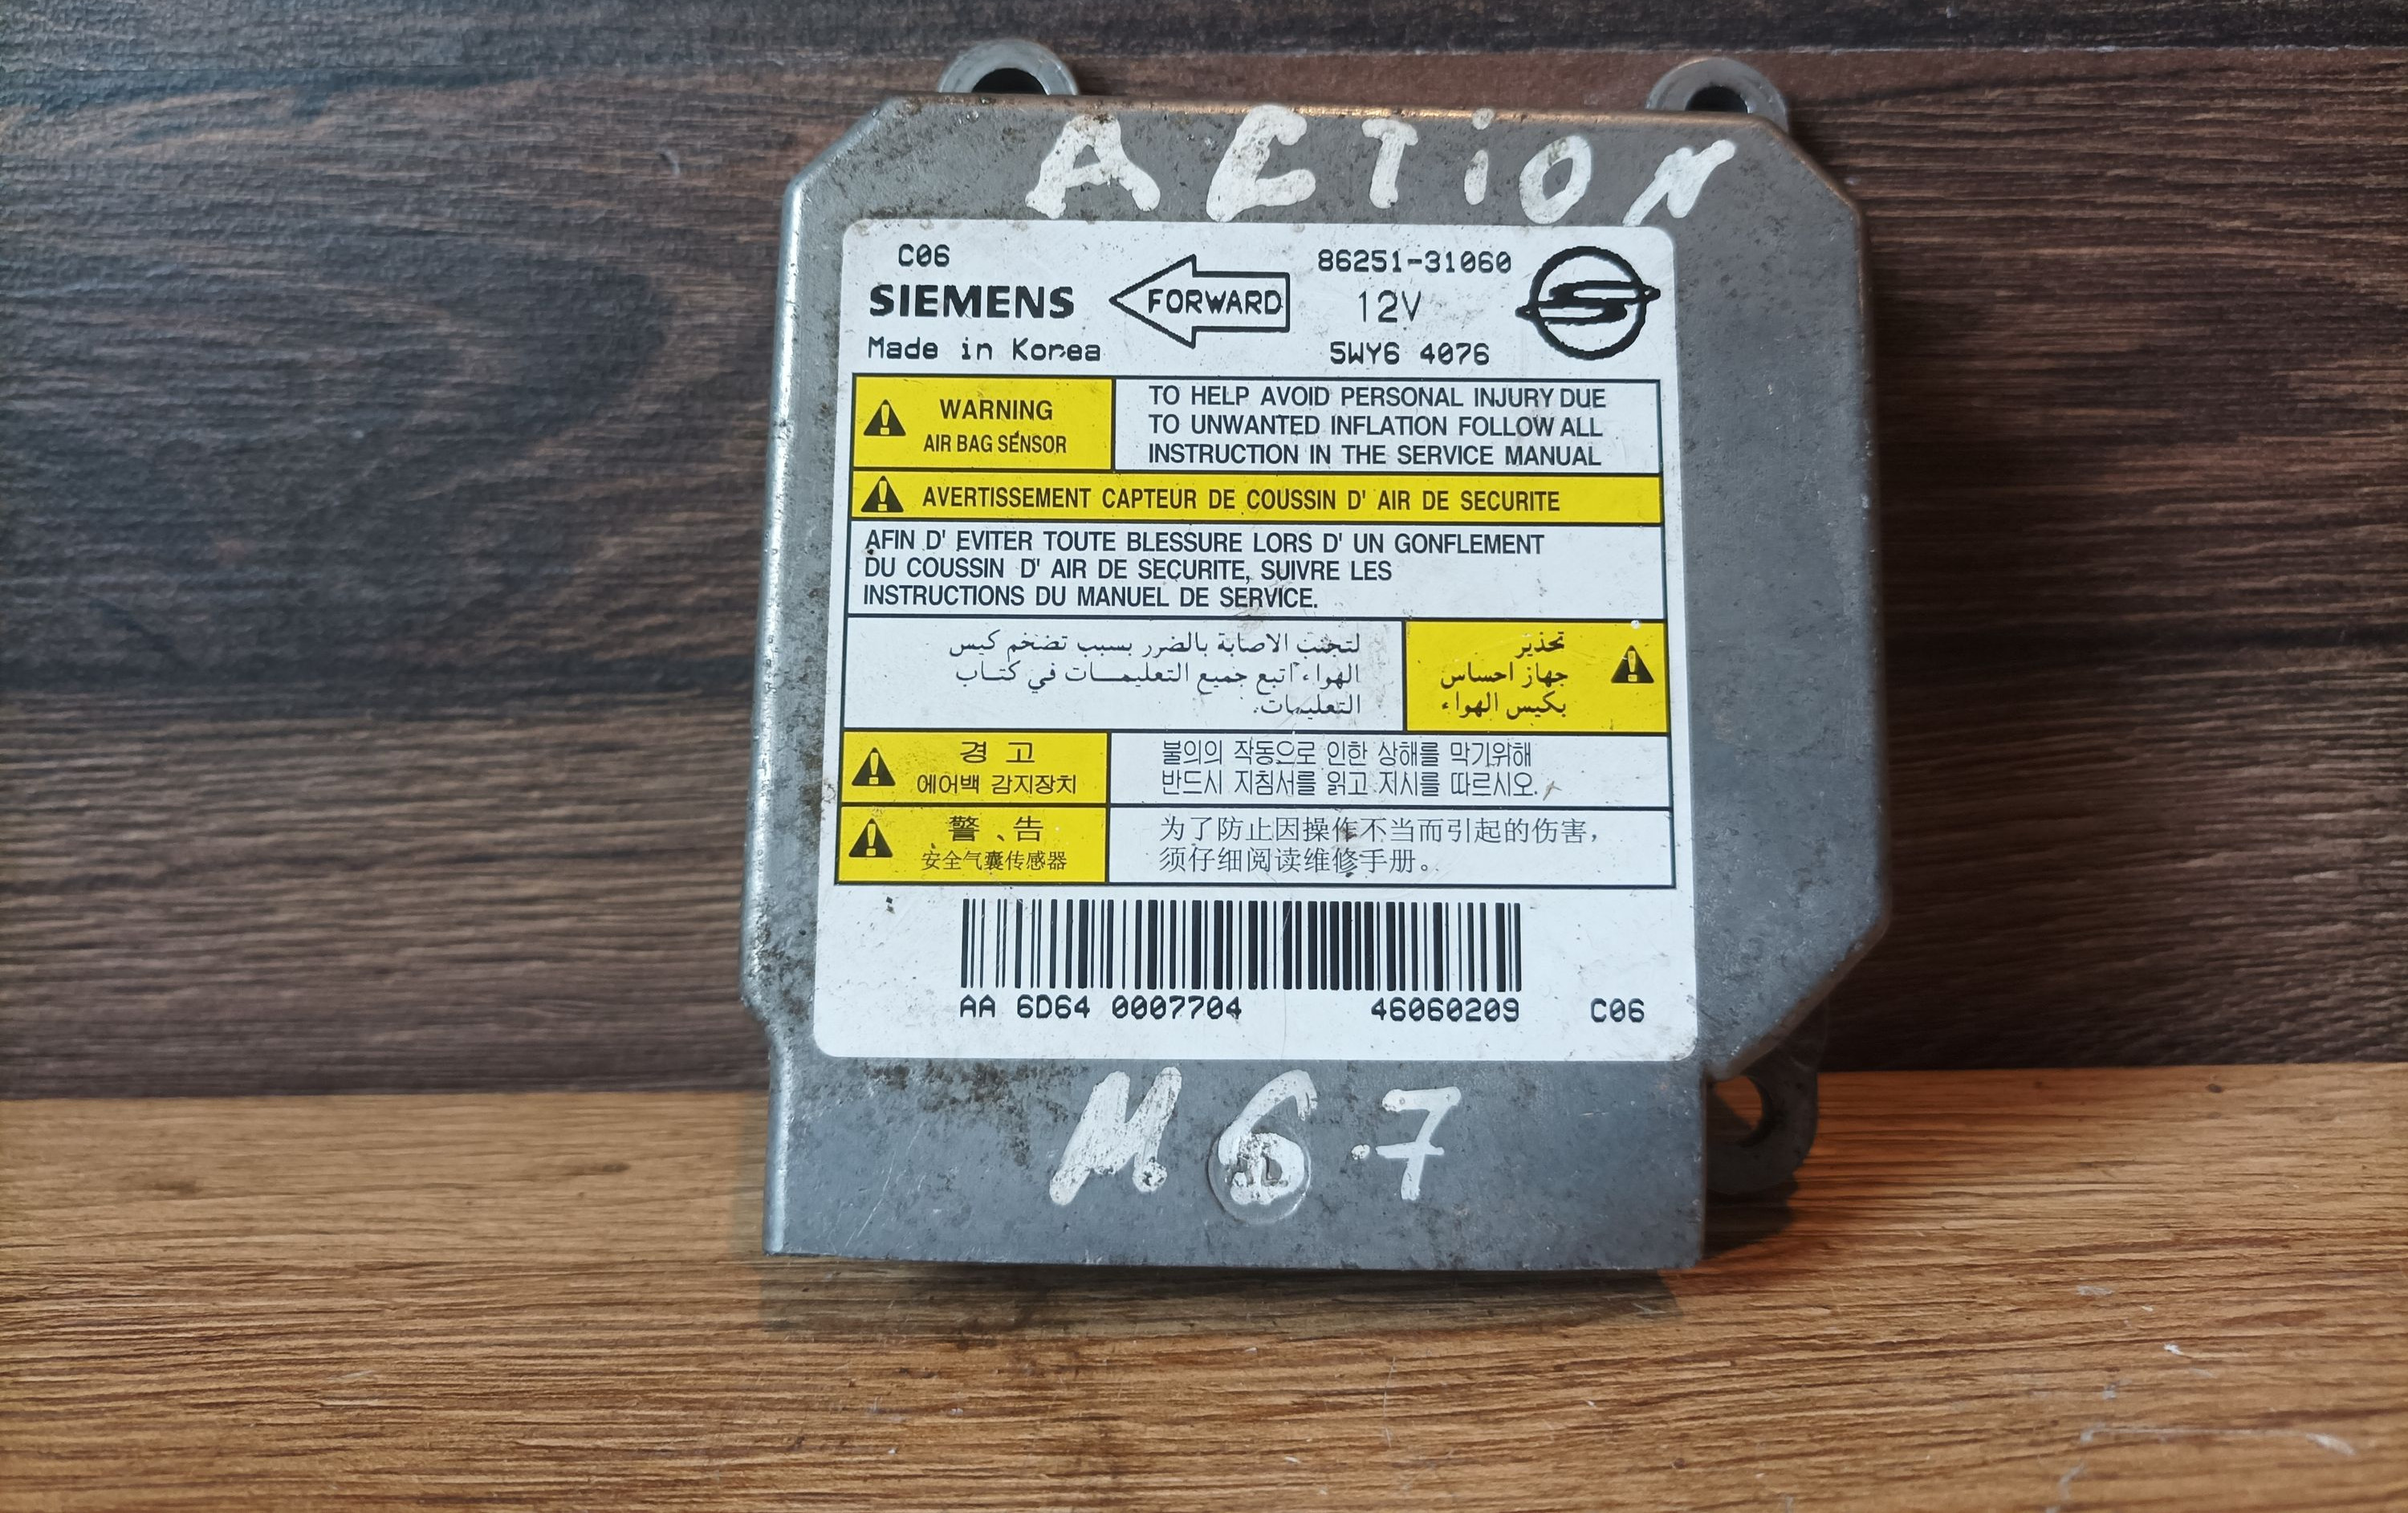 ACTiON
C06
SIEMENS
Made in Korea
FORWARD
86251-31060
12V
5WY6 4076
WARNING
AIR BAG SENSOR
TO HELP AVOID PERSONAL INJURY DUE
TO UNWANTED INFLATION FOLLOW ALL
INSTRUCTION IN THE SERVICE MANUAL
AVERTISSEMENT CAPTEUR DE COUSSIN D' AIR DE SECURITE
AFIN D' EVITER TOUTE BLESSURE LORS D' UN GONFLEMENT
DU COUSSIN D' AIR DE SECURITE, SUIVRE LES
INSTRUCTIONS DU MANUEL DE SERVICE.
تحذير
جهاز احساس
بكيس الهواء
لتجنب الاصابة بالضرر بسبب تضخم كيس
الهواء اتبع جميع التعليمـــات في كتـاب
التعليمات.
경 고
에어백 감지장치
불의의 작동으로 인한 상해를 막기위해
반드시 지침서를 읽고 지시를 따르시오.
警、告
安全气囊传感器
为了防止因操作不当而引起的伤害，
须仔细阅读维修手册。
AA 6D64 0007704 46060209 C06
M6.7